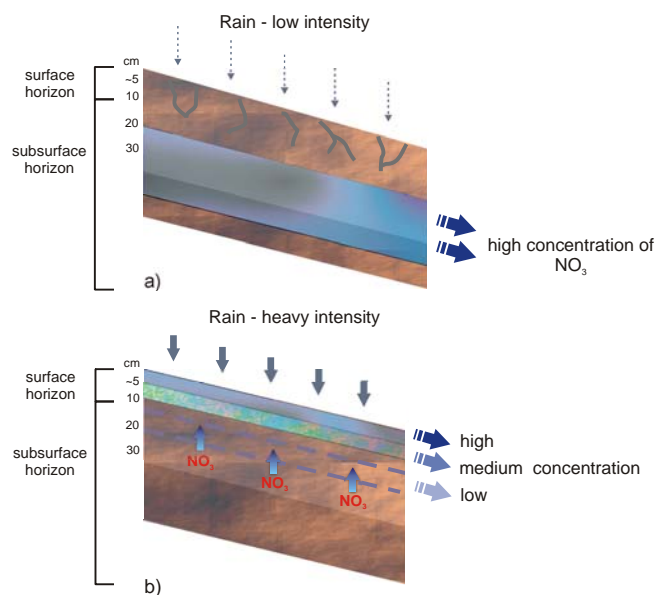 Rain - low intensity
cm
~5
10
20
30
surface
horizon
subsurface
horizon
high concentration of
NO3
a)
Rain - heavy intensity
cm
~5
10
20
30
surface
horizon
subsurface
horizon
high
medium concentration
low
NO3
NO3
NO3
b)